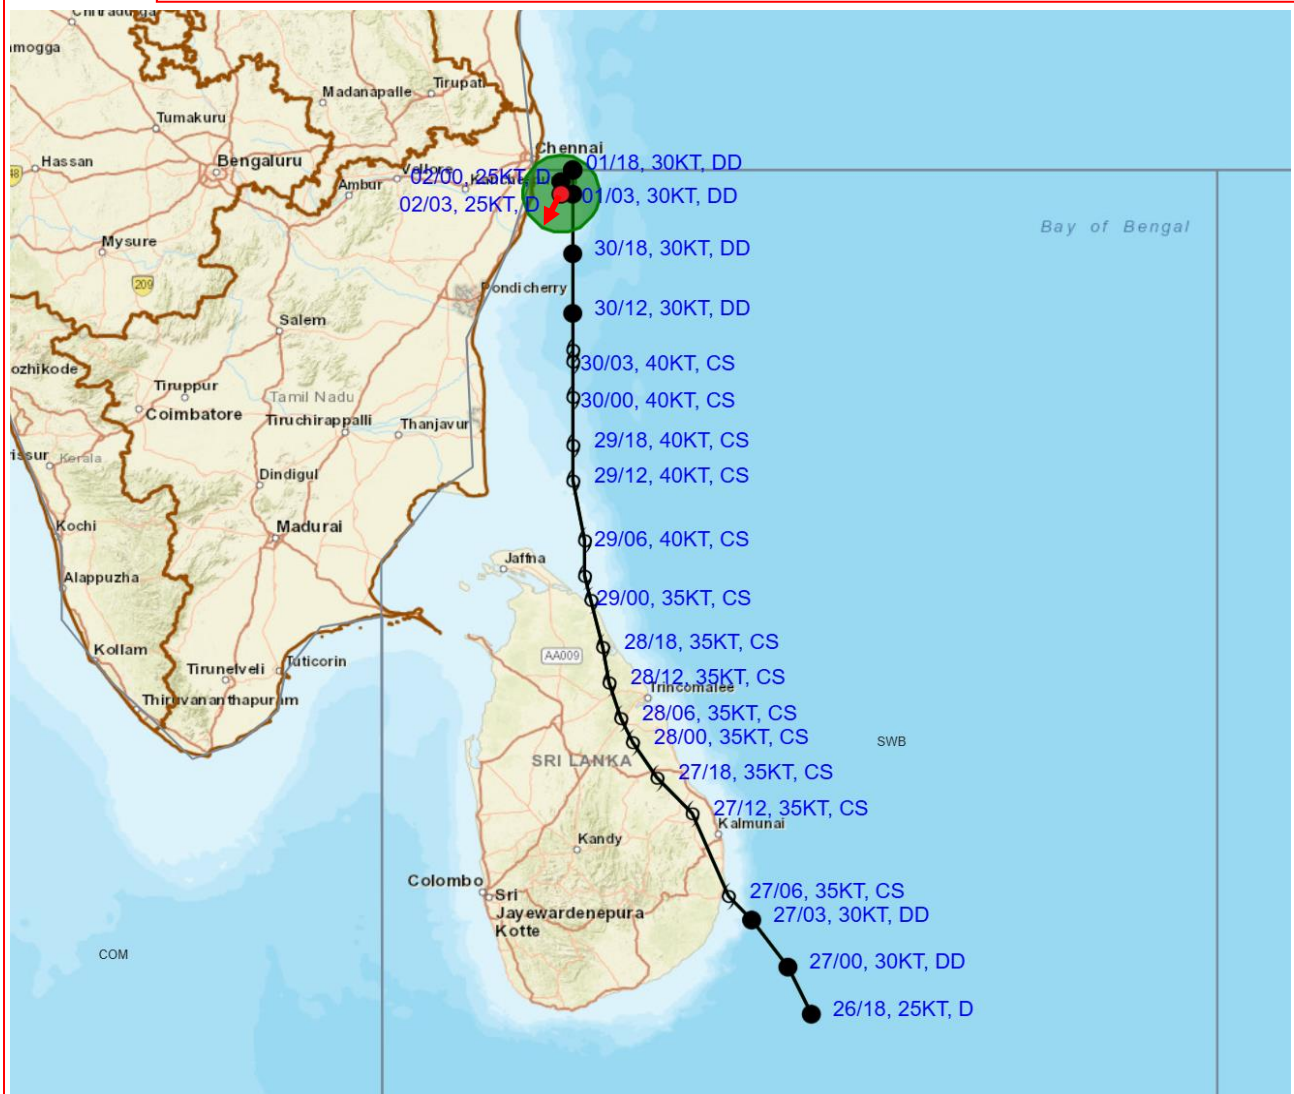 Chitradurga
amogga
Tirupati
Madanapalle
Tumakuru
Chennai
Hassan
Bengaluru
01/18, 30KT, DD
48
Ambur
02/00, 25KT, D
02/03, 25KT, D
01/03, 30KT, DD
Bay of Bengal
Mysure
30/18, 30KT, DD
209
Pondicherry
30/12, 30KT, DD
Salem
ozhikode
30/03, 40KT, CS
Tiruppur
Tamil Nadu
30/00, 40KT, CS
Coimbatore
Tiruchirappalli
Thanjavur
29/18, 40KT, CS
rissur
Kerala
Dindigul
29/12, 40KT, CS
Kochi
Madurai
29/06, 40KT, CS
Jaffna
Alappuzha
29/00, 35KT, CS
Kollam
28/18, 35KT, CS
AA009
Tirunelveli
Tuticorin
28/12, 35KT, CS
Trincomalee
Thiruvananthapuram
28/06, 35KT, CS
28/00, 35KT, CS
SWB
SRI LANKA
27/18, 35KT, CS
27/12, 35KT, CS
Kalmunai
Kandy
Colombo
Sri
Jayewardenepura
Kotte
27/06, 35KT, CS
27/03, 30KT, DD
COM
27/00, 30KT, DD
26/18, 25KT, D